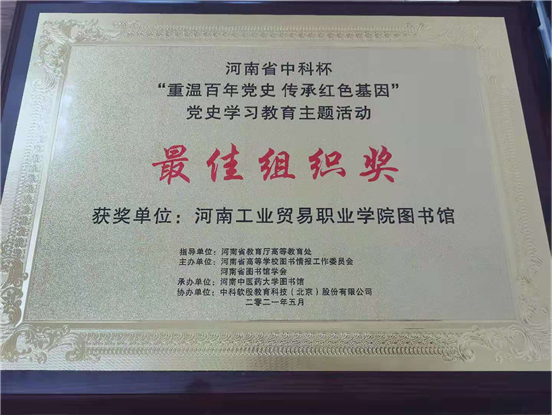 河南省中科杯
“重温百年党史 传承红色基因”
党史学习教育主题活动
最佳组织奖
获奖单位：河南工业贸易职业学院图书馆
指导单位：河南省教育厅高等教育处
主办单位：河南省高等学校图书情报工作委员会
河南省图书馆学会
承办单位：河南中医药大学图书馆
协办单位：中科软股教育科技（北京）股份有限公司
二〇二一年五月